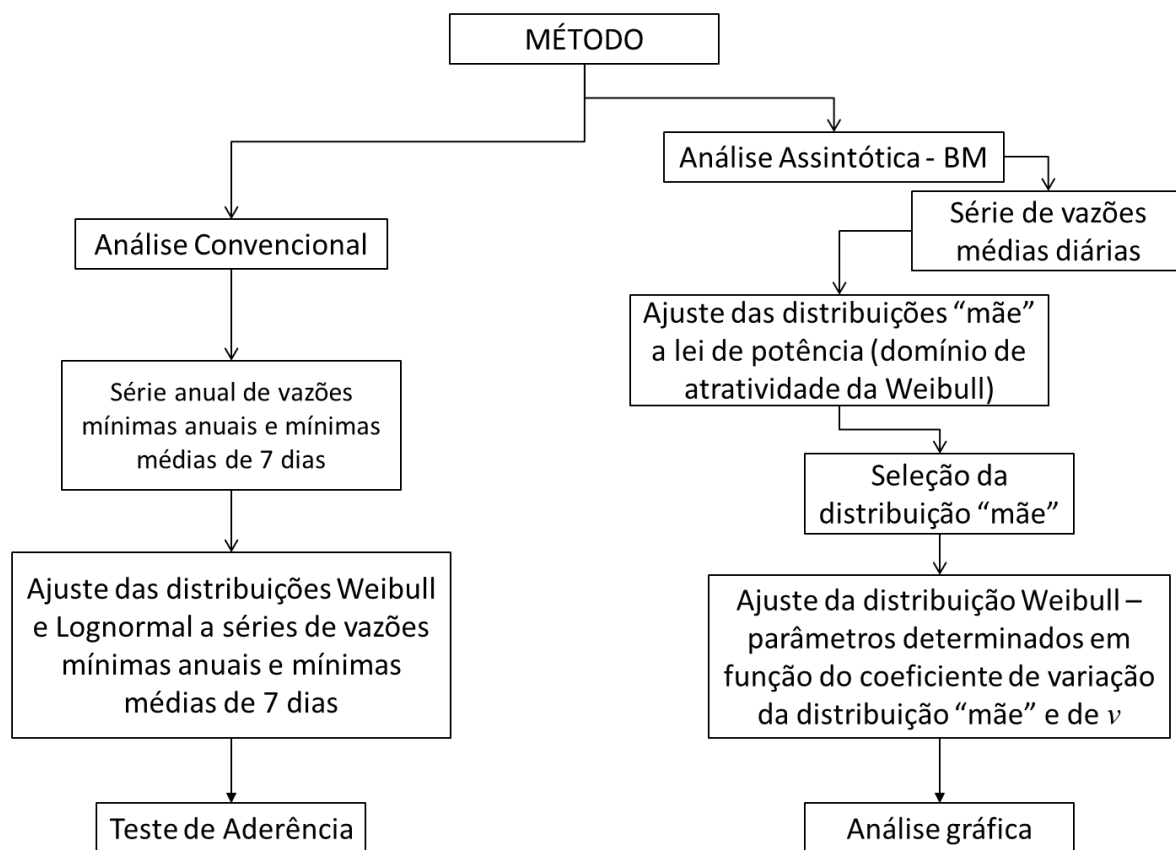 MÉTODO
Análise Convencional
Série anual de vazões
mínimas anuais e mínimas
médias de 7 dias
Ajuste das distribuições Weibull
e Lognormal a séries de vazões
mínimas anuais e mínimas
médias de 7 dias
Teste de Aderência
Análise Assintótica - BM
Série de vazões
médias diárias
Ajuste das distribuições “mãe”
a lei de potência (domínio de
atratividade da Weibull)
Seleção da
distribuição “mãe”
Ajuste da distribuição Weibull –
parâmetros determinados em
função do coeficiente de variação
da distribuição “mãe” e de v
Análise gráfica